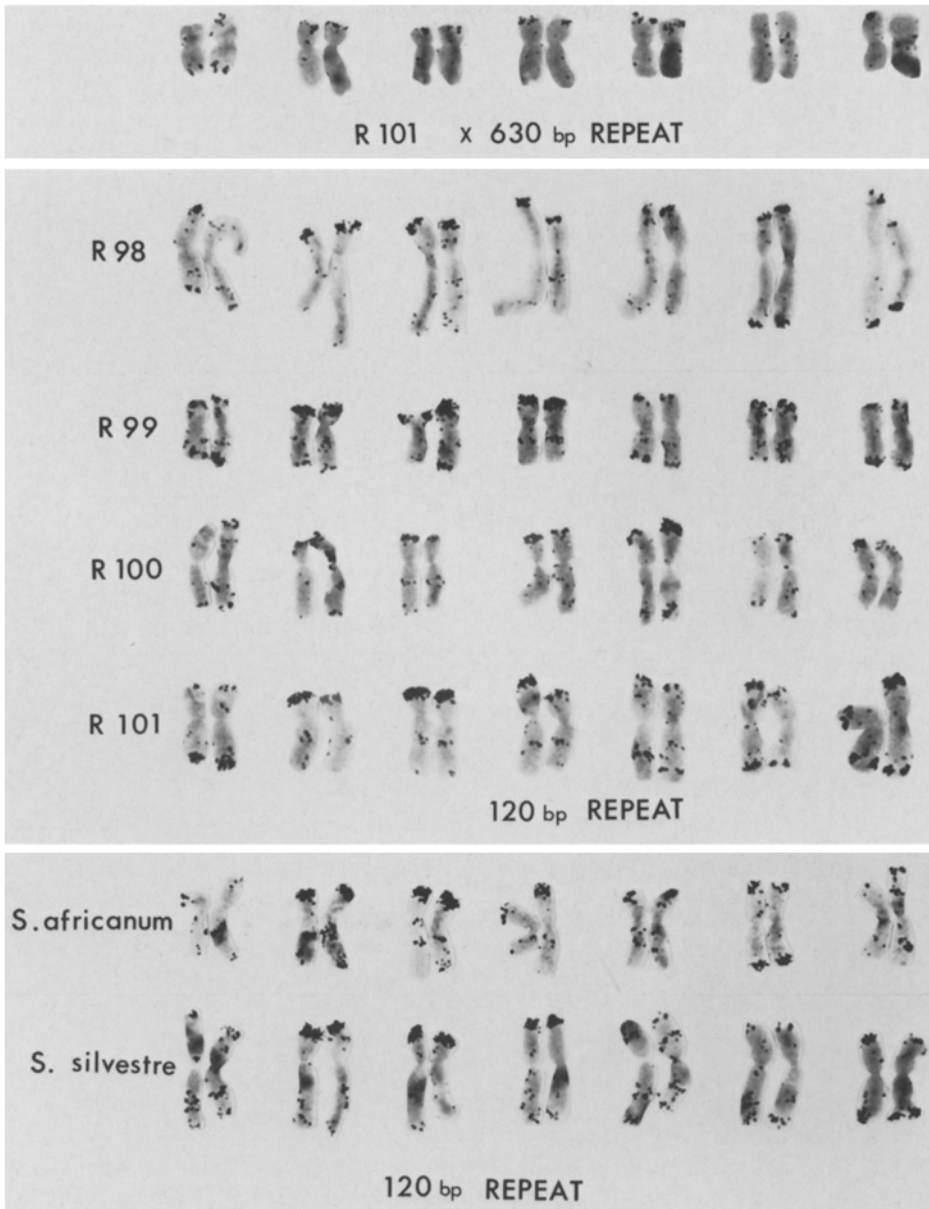 R 101 x 630 bp REPEAT
R 98
R 99
R 100
R 101
120 bp REPEAT
S. africanum
S. silvestre
120 bp REPEAT